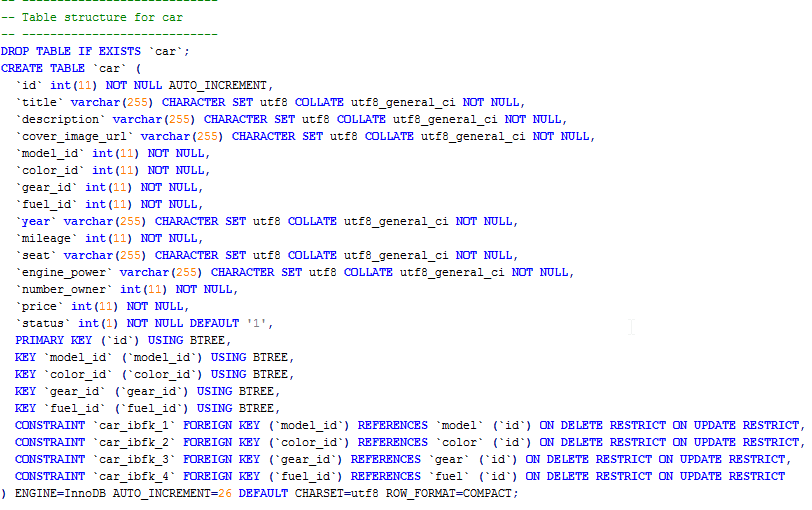 -- ----------------------------
-- Table structure for car
-- ----------------------------
DROP TABLE IF EXISTS `car`;
CREATE TABLE `car` (
  `id` int(11) NOT NULL AUTO_INCREMENT,
  `title` varchar(255) CHARACTER SET utf8 COLLATE utf8_general_ci NOT NULL,
  `description` varchar(255) CHARACTER SET utf8 COLLATE utf8_general_ci NOT NULL,
  `cover_image_url` varchar(255) CHARACTER SET utf8 COLLATE utf8_general_ci NOT NULL,
  `model_id` int(11) NOT NULL,
  `color_id` int(11) NOT NULL,
  `gear_id` int(11) NOT NULL,
  `fuel_id` int(11) NOT NULL,
  `year` varchar(255) CHARACTER SET utf8 COLLATE utf8_general_ci NOT NULL,
  `mileage` int(11) NOT NULL,
  `seat` varchar(255) CHARACTER SET utf8 COLLATE utf8_general_ci NOT NULL,
  `engine_power` varchar(255) CHARACTER SET utf8 COLLATE utf8_general_ci NOT NULL,
  `number_owner` int(11) NOT NULL,
  `price` int(11) NOT NULL,
  `status` int(1) NOT NULL DEFAULT '1',
  PRIMARY KEY (`id`) USING BTREE,
  KEY `model_id` (`model_id`) USING BTREE,
  KEY `color_id` (`color_id`) USING BTREE,
  KEY `gear_id` (`gear_id`) USING BTREE,
  KEY `fuel_id` (`fuel_id`) USING BTREE,
  CONSTRAINT `car_ibfk_1` FOREIGN KEY (`model_id`) REFERENCES `model` (`id`) ON DELETE RESTRICT ON UPDATE RESTRICT,
  CONSTRAINT `car_ibfk_2` FOREIGN KEY (`color_id`) REFERENCES `color` (`id`) ON DELETE RESTRICT ON UPDATE RESTRICT,
  CONSTRAINT `car_ibfk_3` FOREIGN KEY (`gear_id`) REFERENCES `gear` (`id`) ON DELETE RESTRICT ON UPDATE RESTRICT,
  CONSTRAINT `car_ibfk_4` FOREIGN KEY (`fuel_id`) REFERENCES `fuel` (`id`) ON DELETE RESTRICT ON UPDATE RESTRICT
) ENGINE=InnoDB AUTO_INCREMENT=26 DEFAULT CHARSET=utf8 ROW_FORMAT=COMPACT;